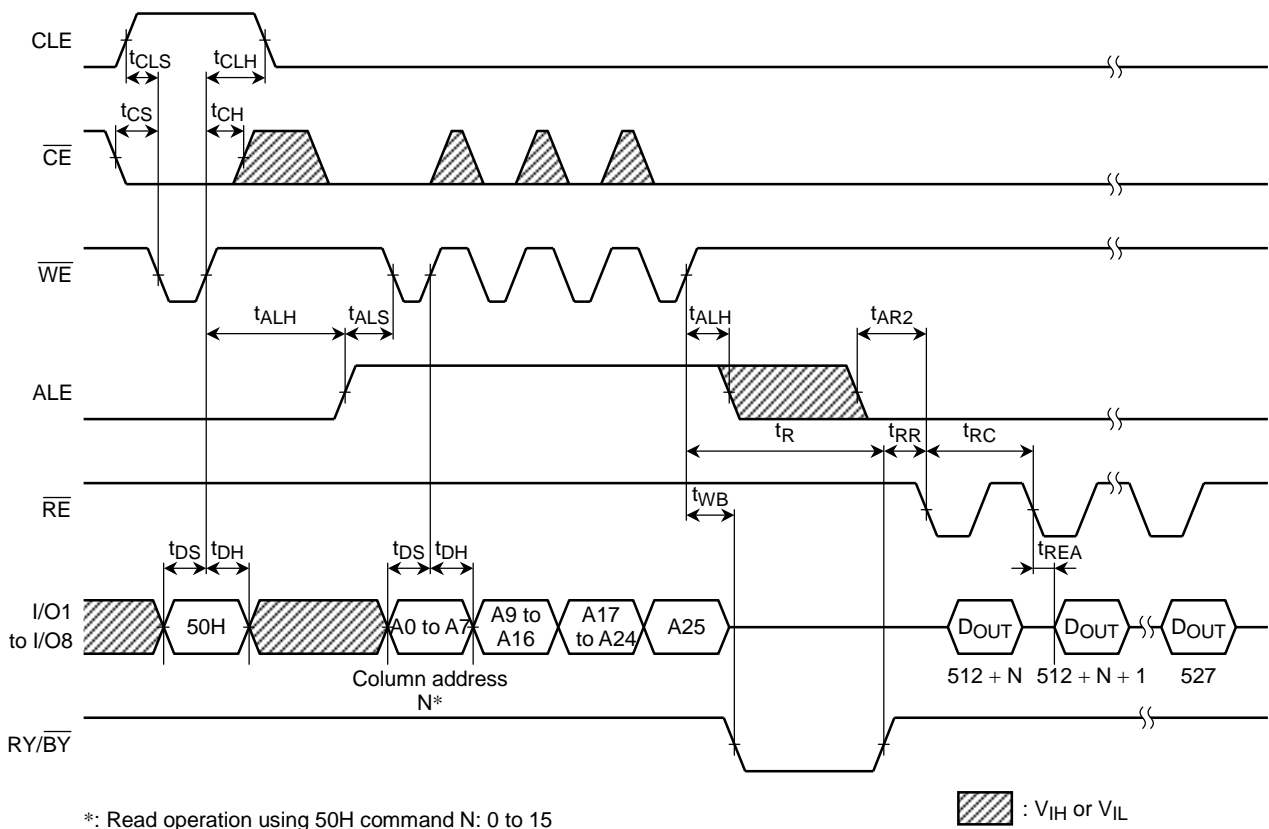 CLE
tCLS tCLH
tCS tCH
CE
WE
tALH tALS tALH tAR2
ALE
tR tRR tRC
RE
tWB
tDS tDH tDS tDH tREA
I/O1
to I/O8
50H
A0 to A7
A9 to
A16
A17
to A24
A25
DOUT DOUT DOUT
Column address
N*
512 + N 512 + N + 1 527
RY/BY
*: Read operation using 50H command N: 0 to 15
: VIH or VIL